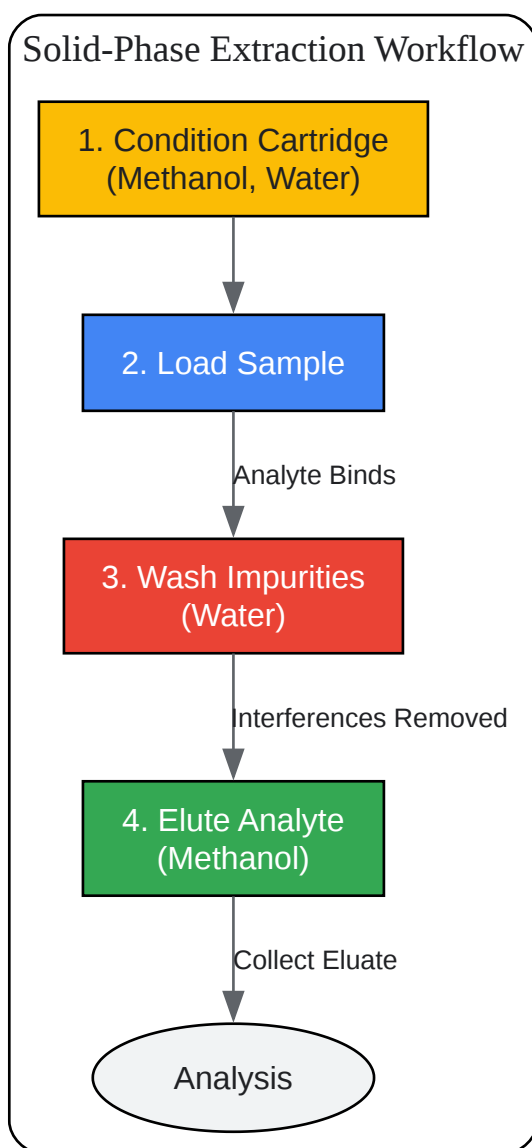 Solid-Phase Extraction Workflow
1. Condition Cartridge
(Methanol, Water)
2. Load Sample
Analyte Binds
3. Wash Impurities
(Water)
Interferences Removed
4. Elute Analyte
(Methanol)
Collect Eluate
Analysis